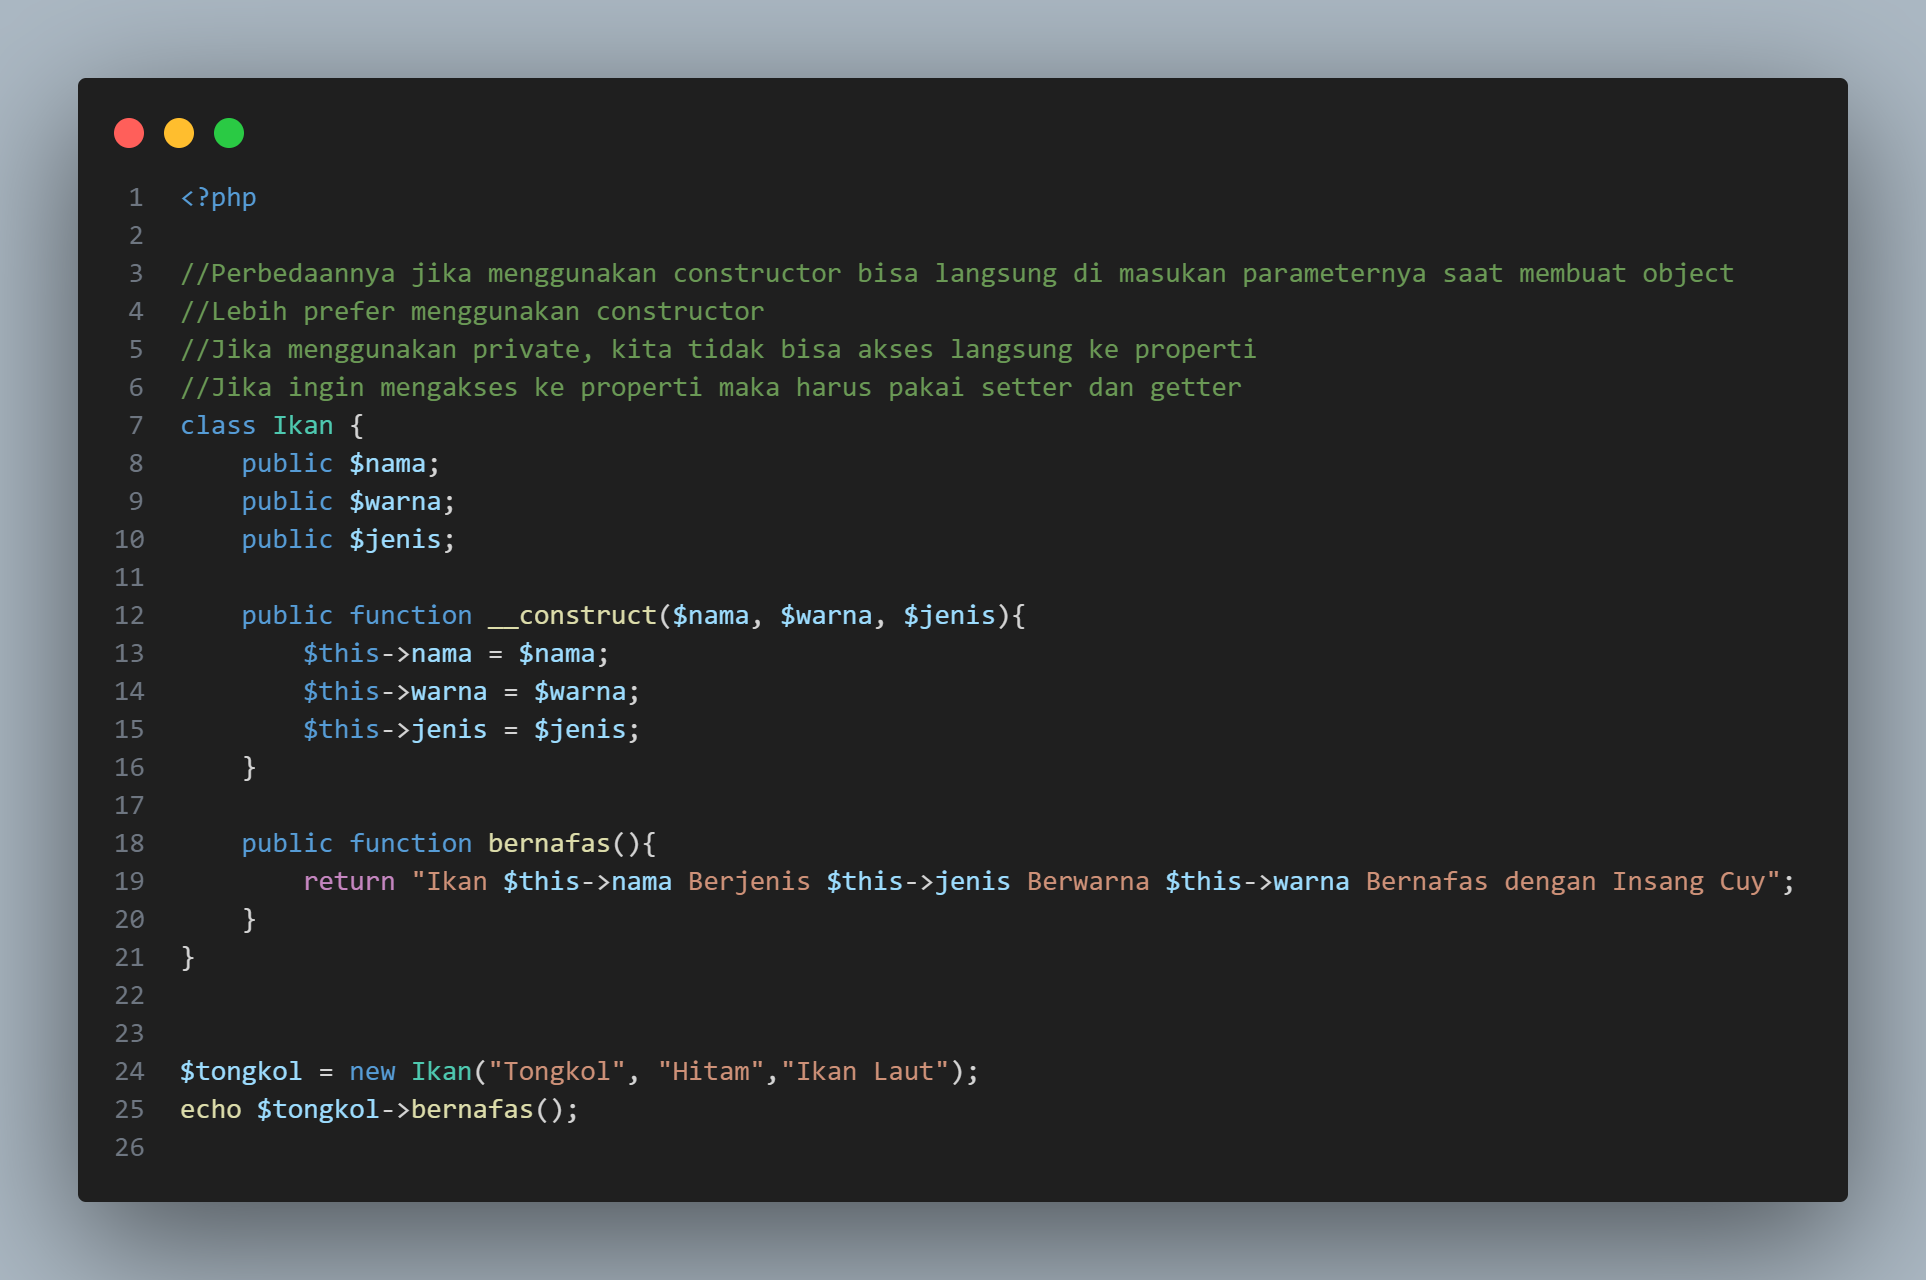 1 <?php
2
3 //Perbedaannya jika menggunakan constructor bisa langsung di masukan parameternya saat membuat object
4 //Lebih prefer menggunakan constructor
5 //Jika menggunakan private, kita tidak bisa akses langsung ke properti
6 //Jika ingin mengakses ke properti maka harus pakai setter dan getter
7 class Ikan {
8     public $nama;
9     public $warna;
10     public $jenis;
11
12     public function __construct($nama, $warna, $jenis){
13         $this->nama = $nama;
14         $this->warna = $warna;
15         $this->jenis = $jenis;
16     }
17
18     public function bernafas(){
19         return "Ikan $this->nama Berjenis $this->jenis Berwarna $this->warna Bernafas dengan Insang Cuy";
20     }
21 }
22
23
24 $tongkol = new Ikan("Tongkol", "Hitam","Ikan Laut");
25 echo $tongkol->bernafas();
26